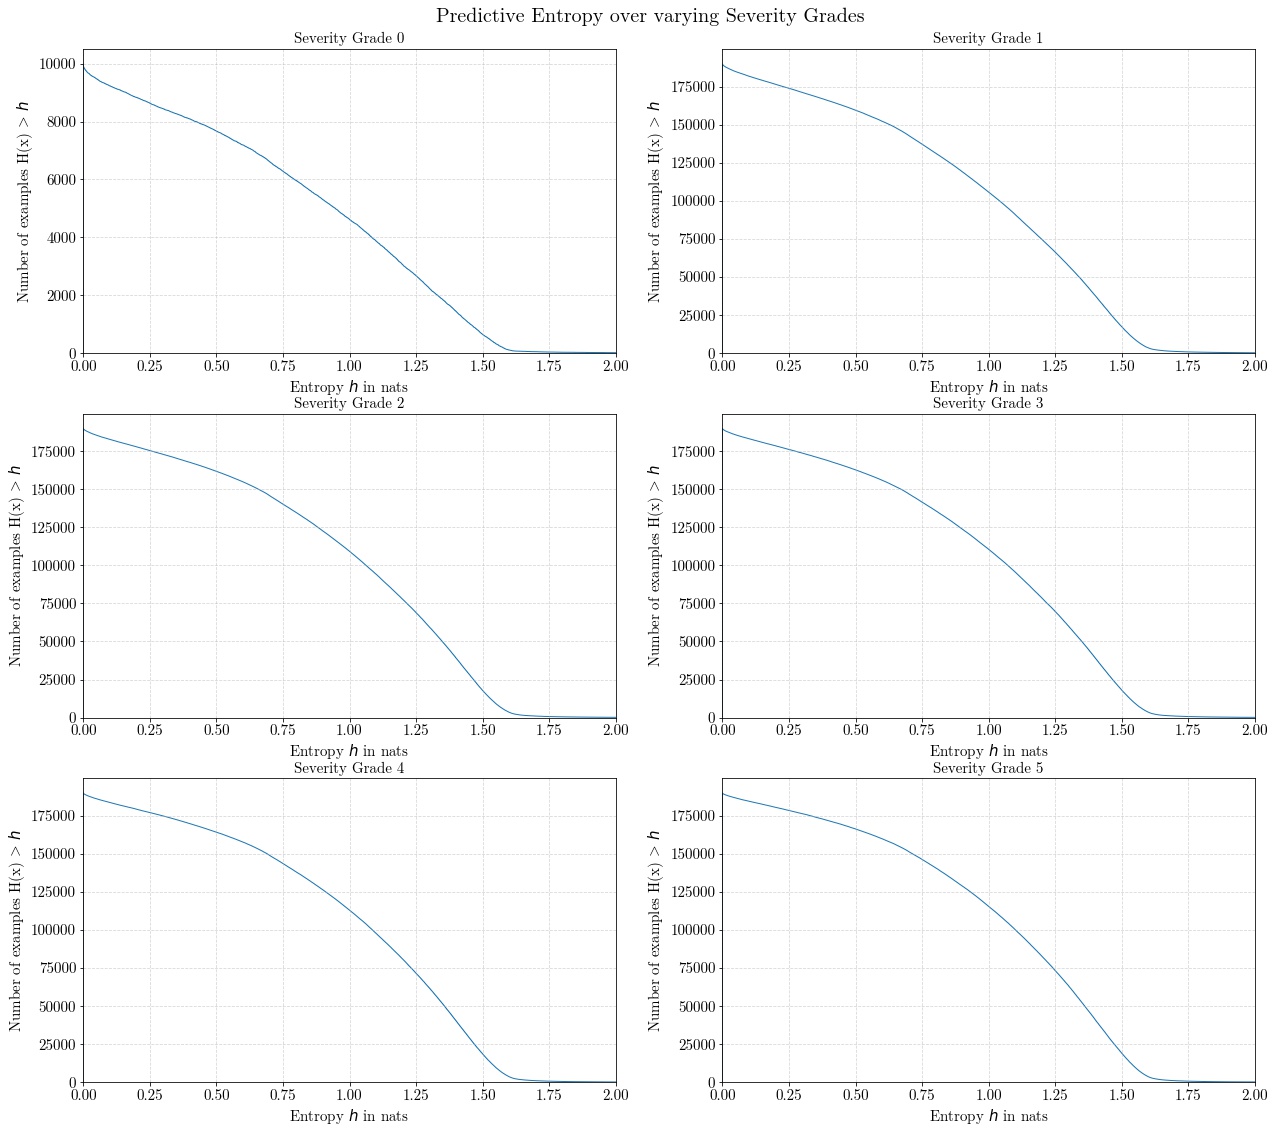 Predictive Entropy over varying Severity Grades
Severity Grade 0
Number of examples H(x) > h
10000
8000
6000
4000
2000
0
0.00 0.25 0.50 0.75 1.00 1.25 1.50 1.75 2.00
Entropy h in nats
Severity Grade 1
Number of examples H(x) > h
175000
150000
125000
100000
75000
50000
25000
0
0.00 0.25 0.50 0.75 1.00 1.25 1.50 1.75 2.00
Entropy h in nats
Severity Grade 2
Number of examples H(x) > h
175000
150000
125000
100000
75000
50000
25000
0
0.00 0.25 0.50 0.75 1.00 1.25 1.50 1.75 2.00
Entropy h in nats
Severity Grade 3
Number of examples H(x) > h
175000
150000
125000
100000
75000
50000
25000
0
0.00 0.25 0.50 0.75 1.00 1.25 1.50 1.75 2.00
Entropy h in nats
Severity Grade 4
Number of examples H(x) > h
175000
150000
125000
100000
75000
50000
25000
0
0.00 0.25 0.50 0.75 1.00 1.25 1.50 1.75 2.00
Entropy h in nats
Severity Grade 5
Number of examples H(x) > h
175000
150000
125000
100000
75000
50000
25000
0
0.00 0.25 0.50 0.75 1.00 1.25 1.50 1.75 2.00
Entropy h in nats